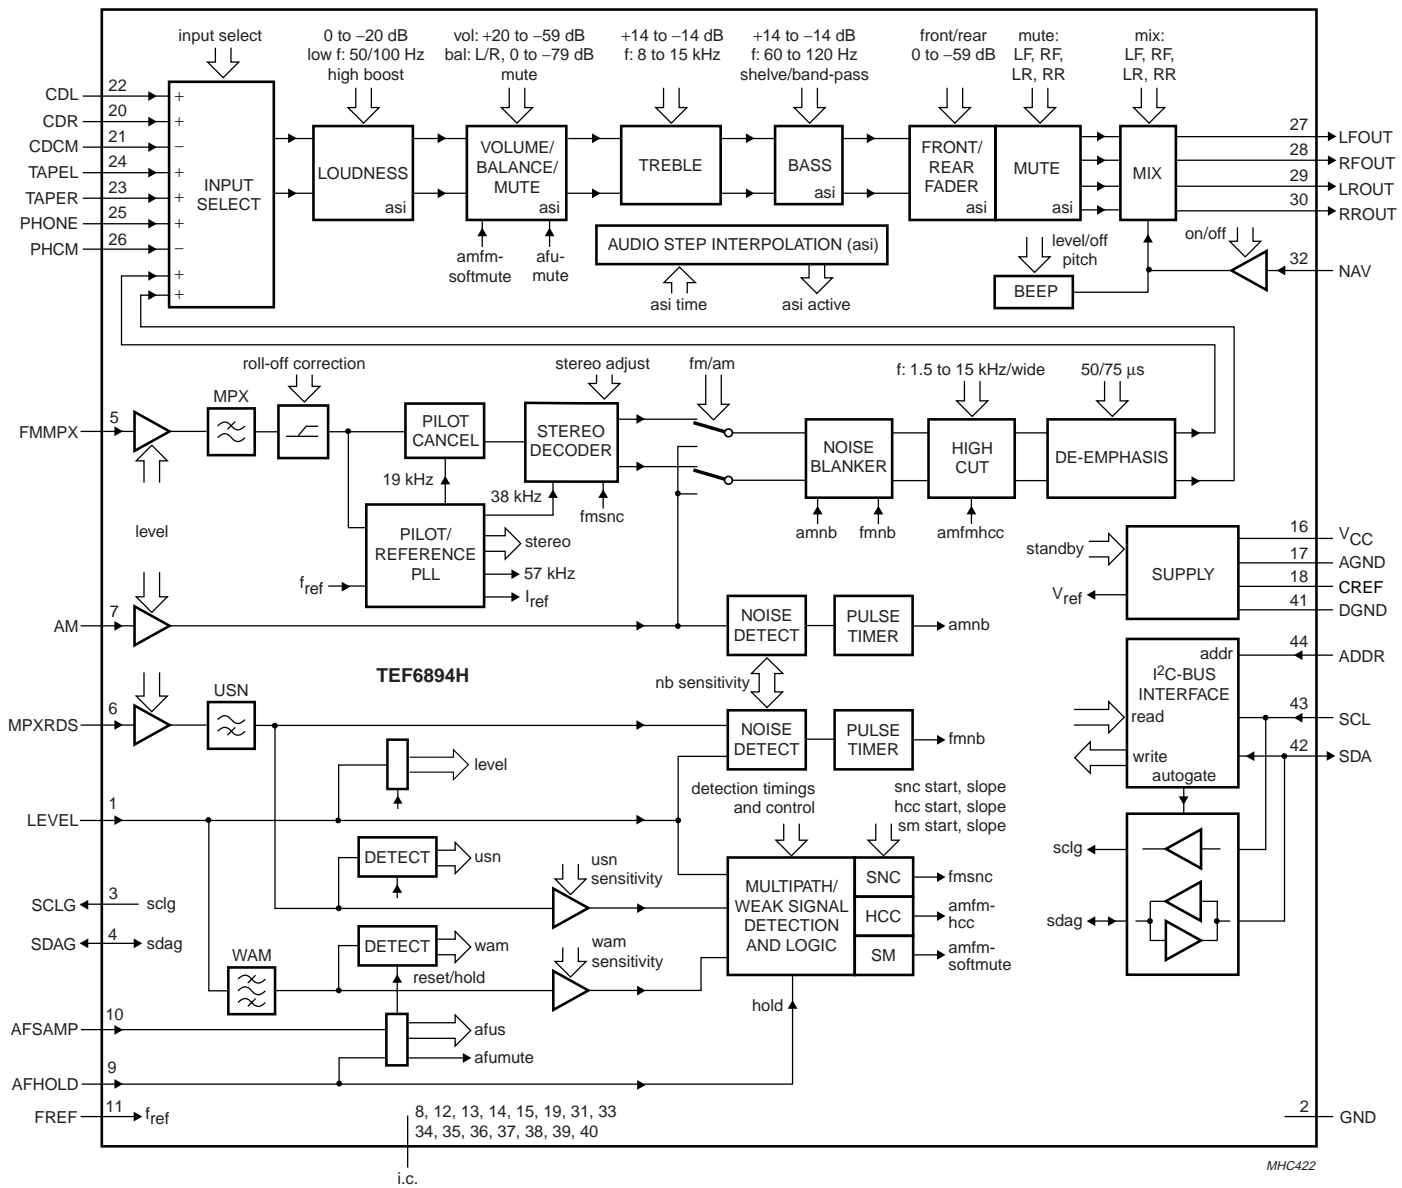 input select
0 to −20 dB
low f: 50/100 Hz
high boost
vol: +20 to −59 dB
bal: L/R, 0 to −79 dB
mute
+14 to −14 dB
f: 8 to 15 kHz
+14 to −14 dB
f: 60 to 120 Hz
shelve/band-pass
front/rear
0 to −59 dB
mute:
LF, RF,
LR, RR
mix:
LF, RF,
LR, RR
CDL 22 +
CDR 20 +
CDCM 21 −
TAPEL 24 +
TAPER 23 +
PHONE 25 +
PHCM 26 −
+
+
INPUT
SELECT
LOUDNESS
asi
VOLUME/
BALANCE/
MUTE
asi
TREBLE
BASS
asi
FRONT/
REAR
FADER
asi
MUTE
asi
MIX
27 LFOUT
28 RFOUT
29 LROUT
30 RROUT
amfm-
softmute
afu-
mute
AUDIO STEP INTERPOLATION (asi)
asi time
asi active
level/off
pitch
BEEP
on/off
32 NAV
roll-off correction
stereo adjust
fm/am
f: 1.5 to 15 kHz/wide
50/75 μs
FMMPX 5
MPX
PILOT
CANCEL
STEREO
DECODER
NOISE
BLANKER
HIGH
CUT
DE-EMPHASIS
19 kHz
38 kHz
fmsnc
amnb
fmnb
amfmhcc
level
PILOT/
REFERENCE
PLL
stereo
57 kHz
fref
Iref
standby
Vref
SUPPLY
16 VCC
17 AGND
18 CREF
41 DGND
AM 7
NOISE
DETECT
PULSE
TIMER
amnb
TEF6894H
nb sensitivity
MPXRDS 6
USN
NOISE
DETECT
PULSE
TIMER
fmnb
addr
I2C-BUS
INTERFACE
read
write
autogate
44 ADDR
43 SCL
42 SDA
level
detection timings
and control
snc start, slope
hcc start, slope
sm start, slope
LEVEL 1
DETECT
usn
usn
sensitivity
MULTIPATH/
WEAK SIGNAL
DETECTION
AND LOGIC
SNC
fmsnc
HCC
amfm-
hcc
SM
amfm-
softmute
sclg
sdag
SCLG 3 sclg
SDAG 4 sdag
WAM
DETECT
wam
reset/hold
wam
sensitivity
hold
AFSAMP 10
afus
afumute
AFHOLD 9
FREF 11 fref
8, 12, 13, 14, 15, 19, 31, 33
34, 35, 36, 37, 38, 39, 40
i.c.
2 GND
MHC422